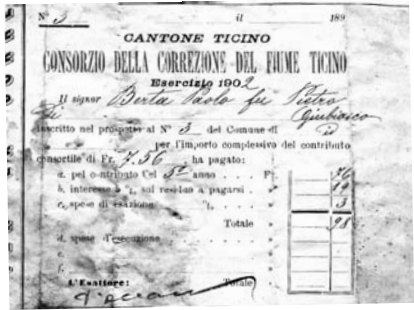 N° 3 il 189
CANTONE TICINO
CONSORZIO DELLA CORREZIONE DEL FIUME TICINO
Esercizio 1902
Il signor Berta Paolo fu Pietro
di Giubiasco
inscritto nel prospetto al N° 3 del Comune di
per l'importo complessivo del contributo
consortile di Fr. 7.56 ha pagato:
a. pel contributo del 5° anno . . . Fr. 76
b. interesse % sul residuo a pagarsi . " 19
c. spese di esazione % . . . . " 3
Totale " 98
d. spese d'esecuzione . . . . . "
e. "
f. "
L'Esattore: Totale "